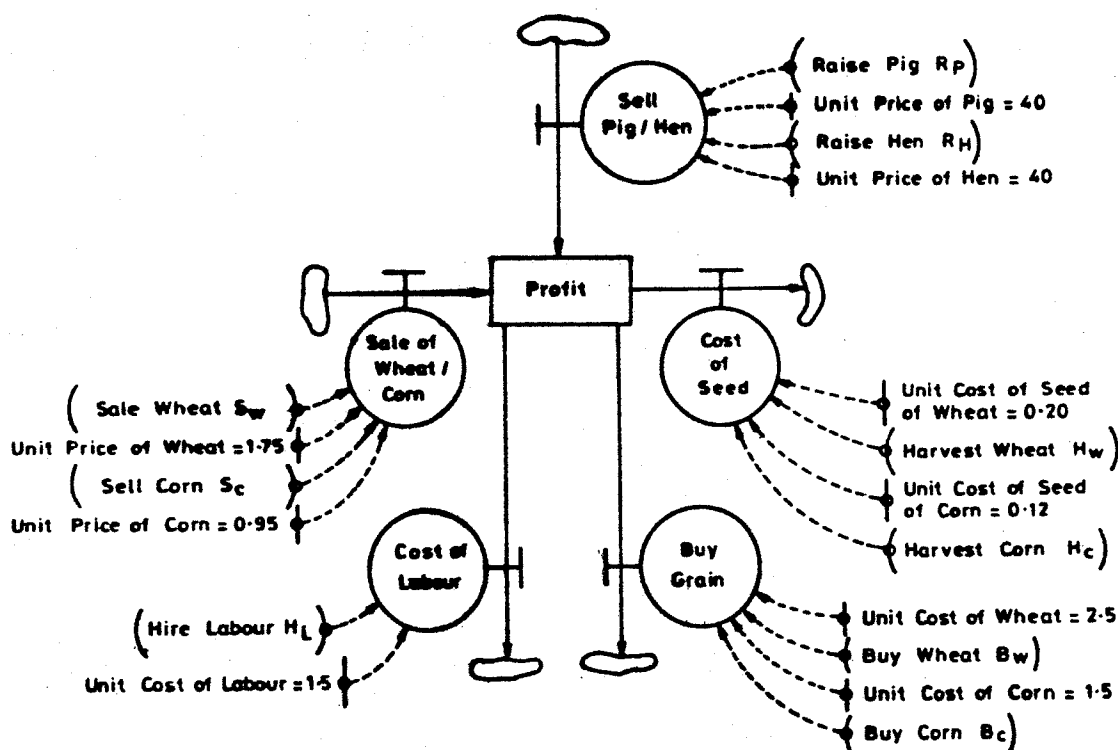 Sell
Pig / Hen
(Raise Pig RP)
Unit Price of Pig = 40
(Raise Hen RH)
Unit Price of Hen = 40
Profit
Sale of
Wheat /
Corn
(Sale Wheat Sw)
Unit Price of Wheat = 1·75
(Sell Corn Sc)
Unit Price of Corn = 0·95
Cost
of
Seed
Unit Cost of Seed
of Wheat = 0·20
(Harvest Wheat Hw)
Unit Cost of Seed
of Corn = 0·12
(Harvest Corn Hc)
Cost of
Labour
(Hire Labour HL)
Unit Cost of Labour = 1·5
Buy
Grain
Unit Cost of Wheat = 2·5
(Buy Wheat Bw)
Unit Cost of Corn = 1·5
(Buy Corn Bc)